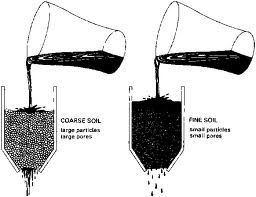 COARSE SOIL
large particles
large pores
FINE SOIL
small particles
small pores